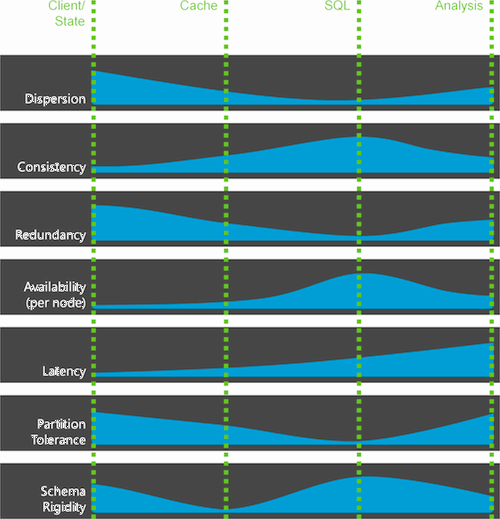 Client/
State
Cache
SQL
Analysis
Dispersion
Consistency
Redundancy
Availability
(per node)
Latency
Partition
Tolerance
Schema
Rigidity